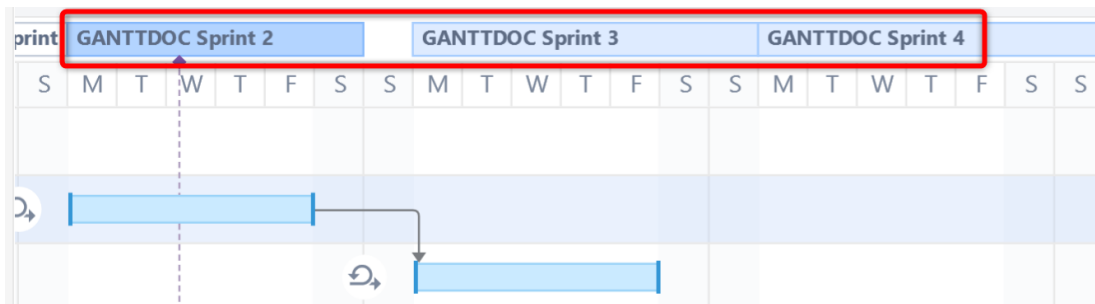 print GANTTDOC Sprint 2 GANTTDOC Sprint 3 GANTTDOC Sprint 4
S M T W T F S S M T W T F S S M T W T F S S